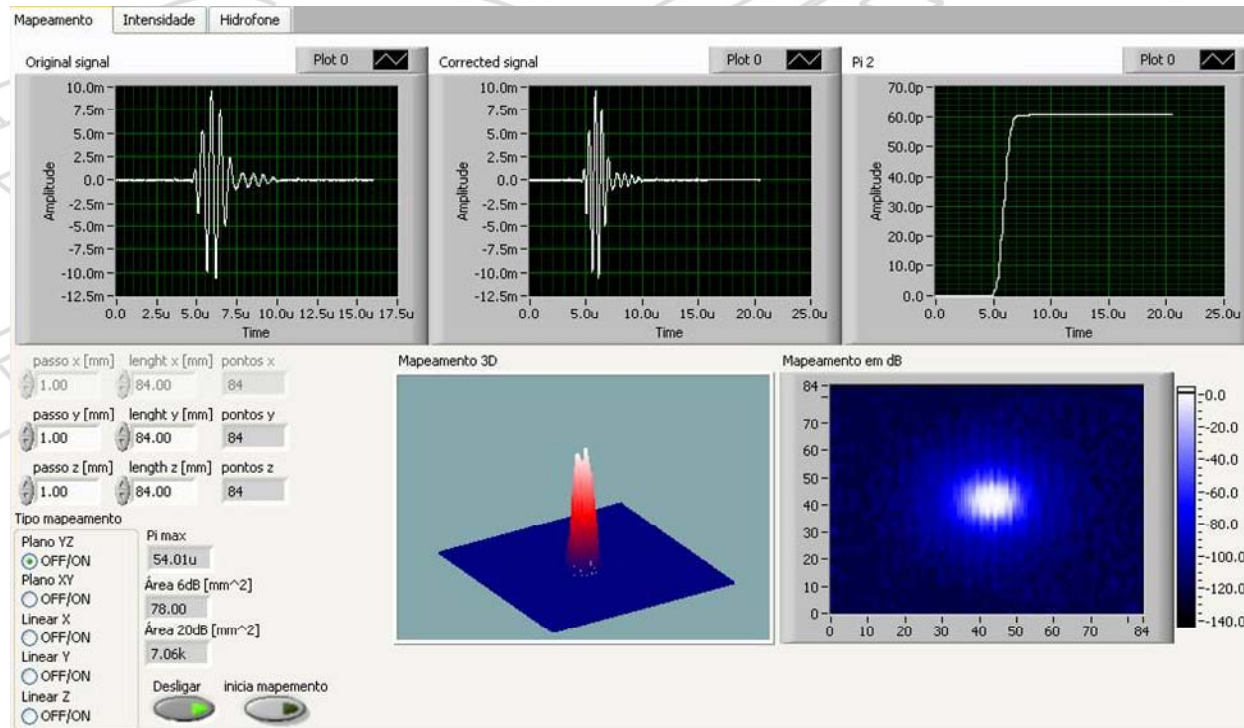 Mapeamento Intensidade Hidrofone
Original signal Plot 0
Amplitude
10.0m
7.5m
5.0m
2.5m
0.0
-2.5m
-5.0m
-7.5m
-10.0m
-12.5m
0.0 2.5u 5.0u 7.5u 10.0u 12.5u 15.0u 17.5u
Time
Corrected signal Plot 0
Amplitude
10.0m
7.5m
5.0m
2.5m
0.0
-2.5m
-5.0m
-7.5m
-10.0m
-12.5m
0.0 5.0u 10.0u 15.0u 20.0u 25.0u
Time
Pi 2 Plot 0
Amplitude
70.0p
60.0p
50.0p
40.0p
30.0p
20.0p
10.0p
0.0
0.0 5.0u 10.0u 15.0u 20.0u 25.0u
Time
passo x [mm] lenght x [mm] pontos x
1.00 84.00 84
passo y [mm] lenght y [mm] pontos y
1.00 84.00 84
passo z [mm] length z [mm] pontos z
1.00 84.00 84
Tipo mapeamento
Plano YZ
OFF/ON
Plano XY
OFF/ON
Linear X
OFF/ON
Linear Y
OFF/ON
Linear Z
OFF/ON
Pi max
54.01u
Área 6dB [mm^2]
78.00
Área 20dB [mm^2]
7.06k
Desligar inicia mapemento
Mapeamento 3D
Mapeamento em dB
84
70
60
50
40
30
20
10
0
0 10 20 30 40 50 60 70 84
-0.0
-20.0
-40.0
-60.0
-80.0
-100.0
-120.0
-140.0